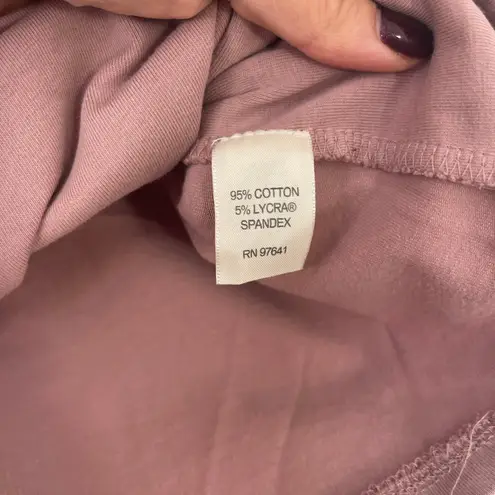 95% COTTON
5% LYCRA®
SPANDEX
RN 97641